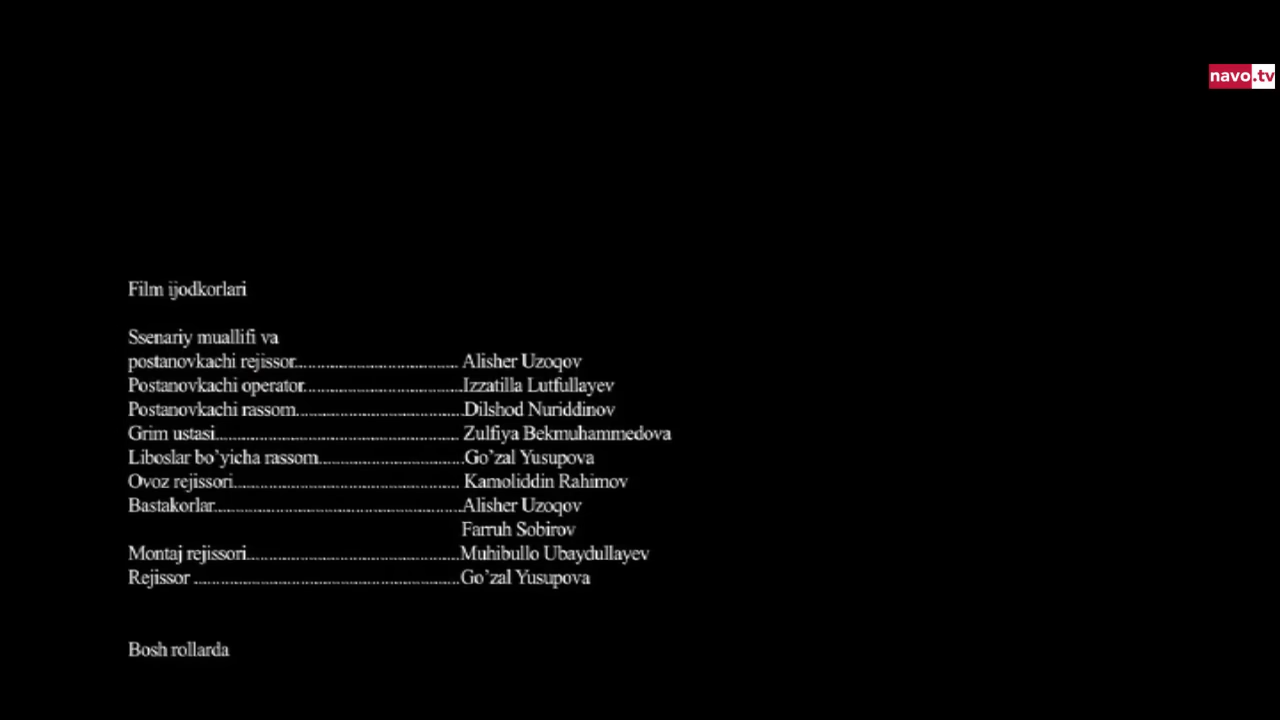 navo.tv
Film ijodkorlari
Ssenariy muallifi va
postanovkachi rejissor................................ Alisher Uzoqov
Postanovkachi operator................................Izzatilla Lutfullayev
Postanovkachi rassom..................................Dilshod Nuriddinov
Grim ustasi................................................ Zulfiya Bekmuhammedova
Liboslar bo’yicha rassom.............................Go’zal Yusupova
Ovoz rejissori............................................. Kamoliddin Rahimov
Bastakorlar.................................................Alisher Uzoqov
Farruh Sobirov
Montaj rejissori..........................................Muhibullo Ubaydullayev
Rejissor .....................................................Go’zal Yusupova
Bosh rollarda